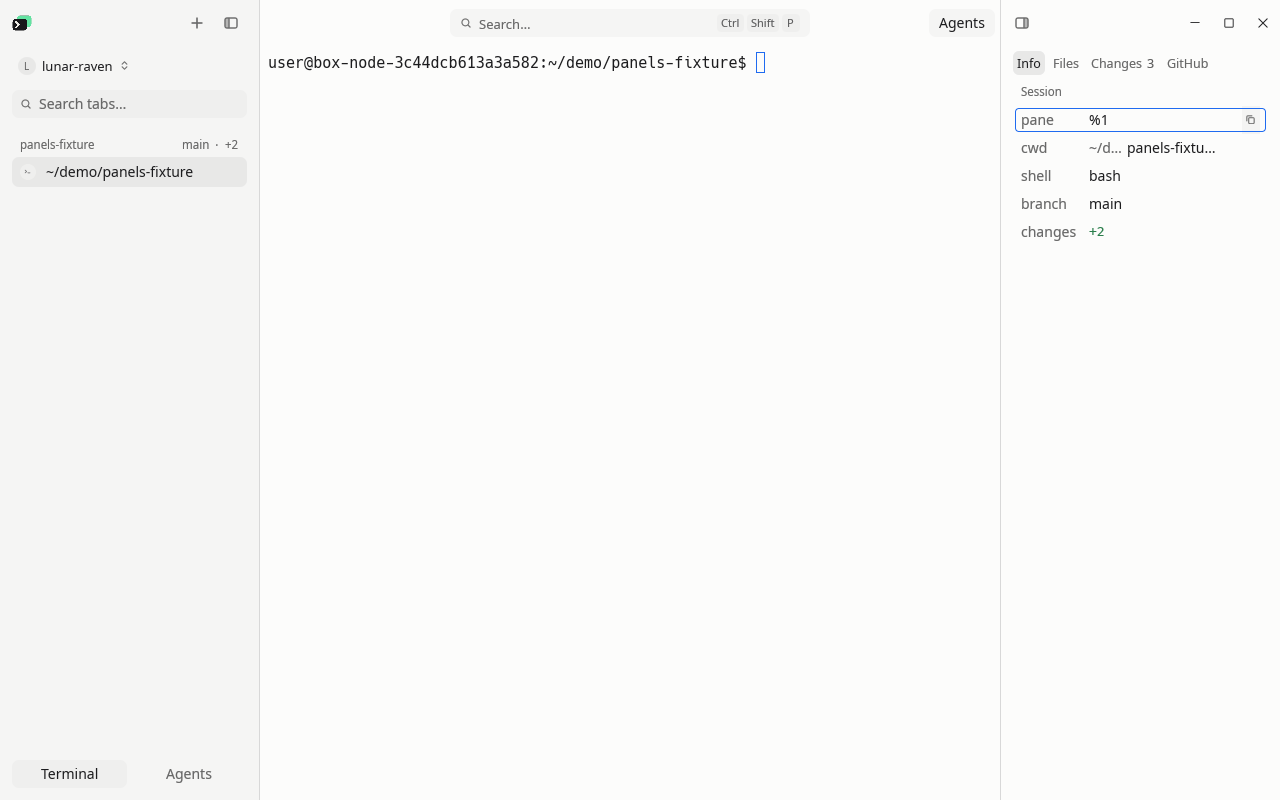 Search...
Ctrl Shift P
Agents
L lunar-raven
Search tabs...
panels-fixture main · +2
~/demo/panels-fixture
Terminal
Agents
user@box-node-3c44dcb613a3a582:~/demo/panels-fixture$
Info Files Changes 3 GitHub
Session
pane %1
cwd ~/d... panels-fixtu...
shell bash
branch main
changes +2